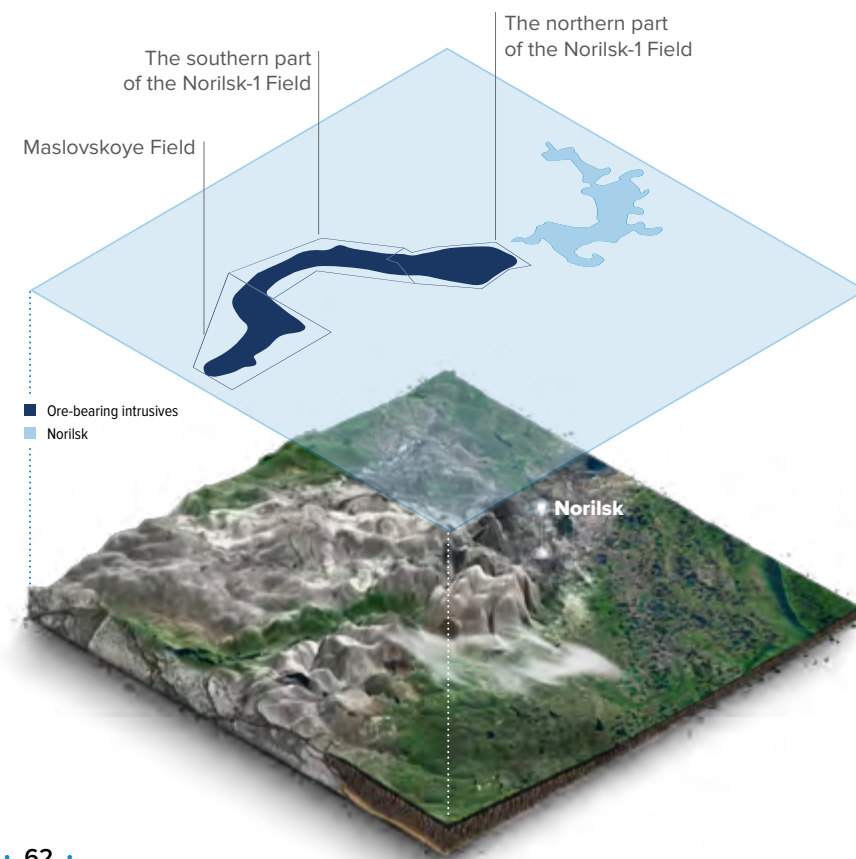 The northern part
of the Norilsk-1 Field
The southern part
of the Norilsk-1 Field
Maslovskoye Field
Ore-bearing intrusives
Norilsk
Norilsk
• 62 •